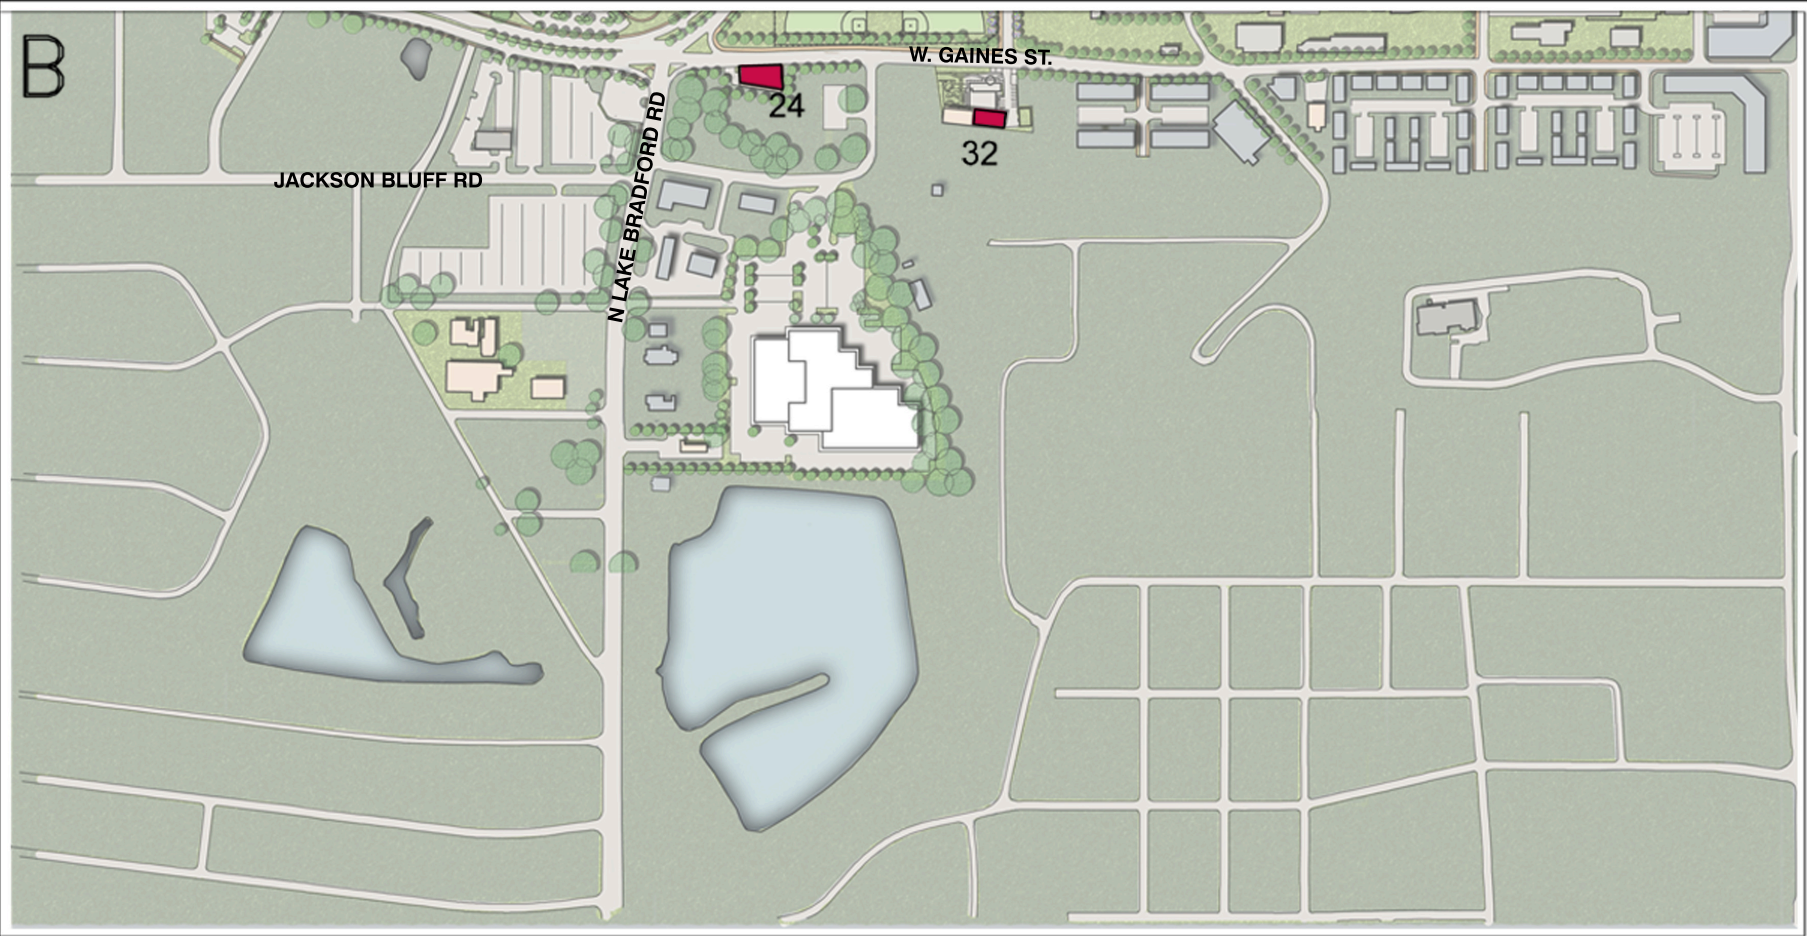 B
W. GAINES ST.
24
32
N LAKE BRADFORD RD
JACKSON BLUFF RD